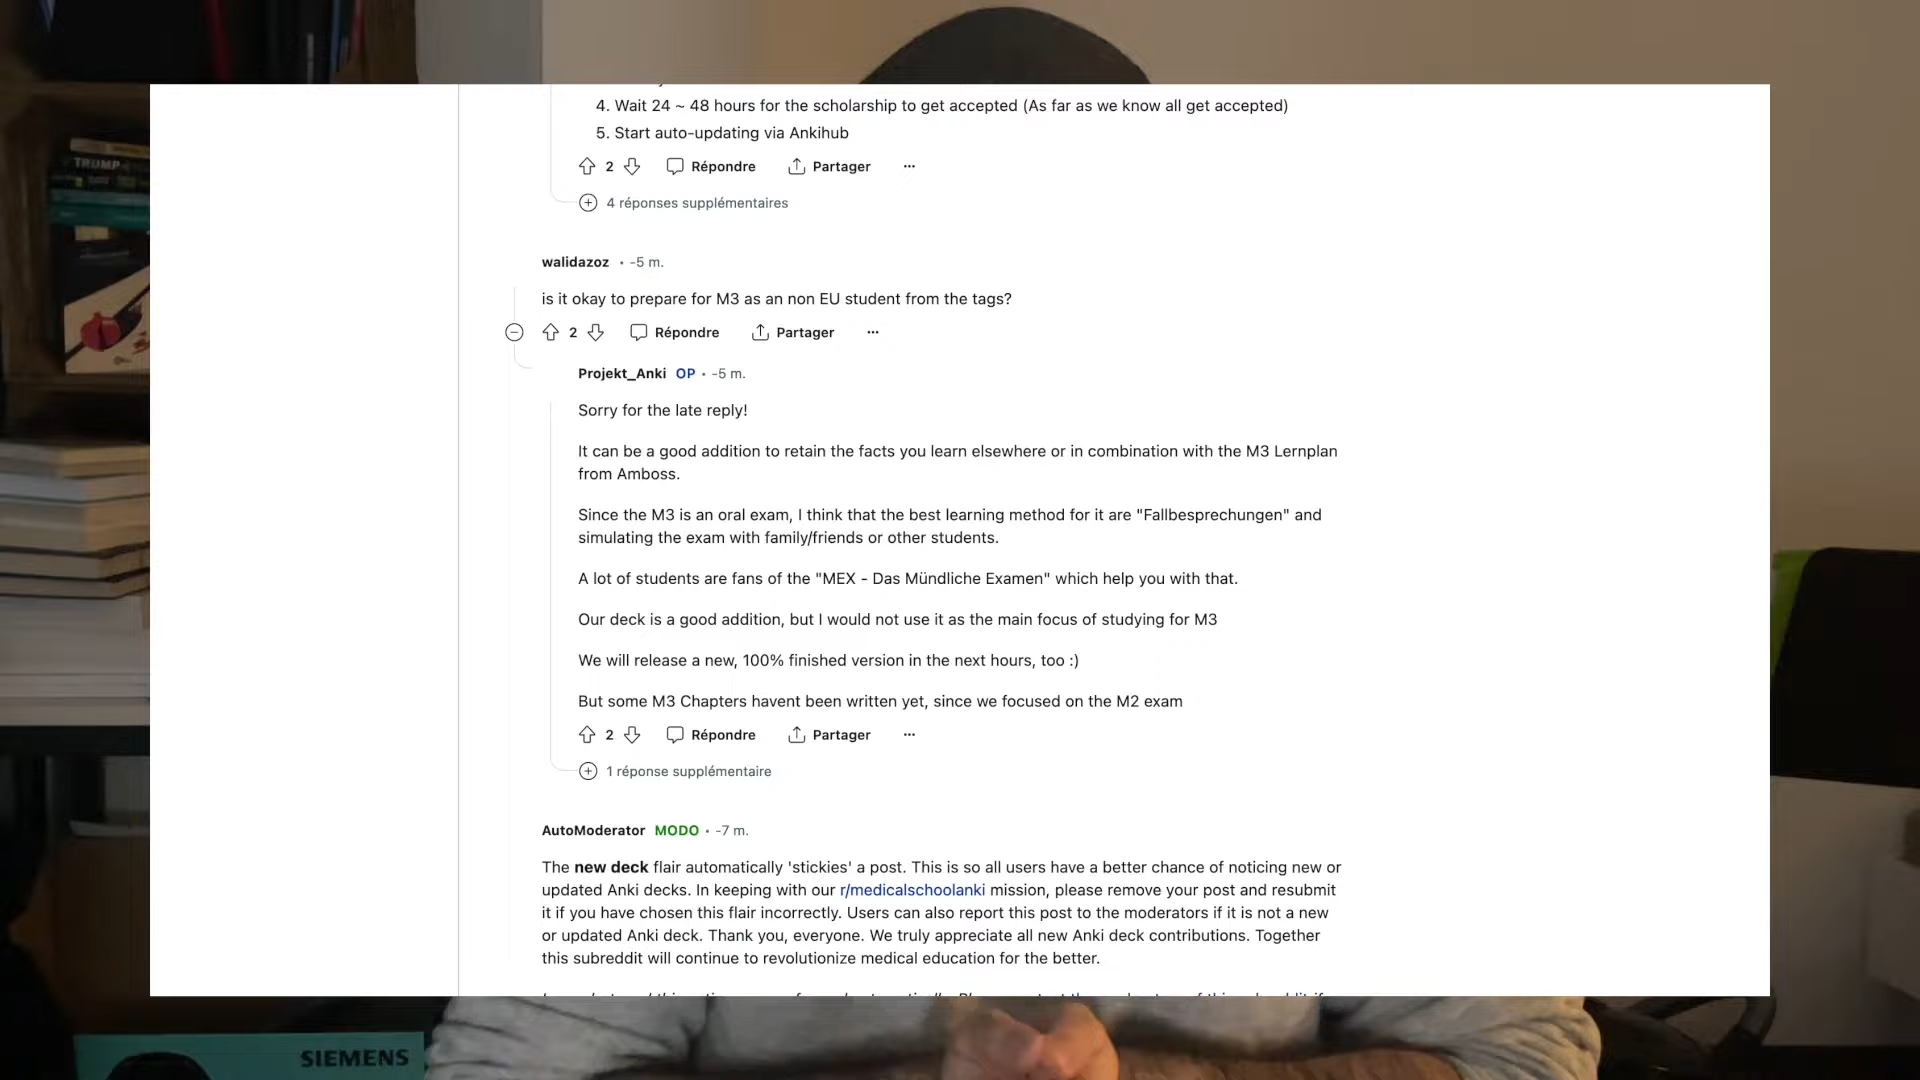 TRUMP
4. Wait 24 ~ 48 hours for the scholarship to get accepted (As far as we know all get accepted)
5. Start auto-updating via Ankihub
2 Répondre Partager ···
4 réponses supplémentaires
walidazoz · -5 m.
is it okay to prepare for M3 as an non EU student from the tags?
2 Répondre Partager ···
Projekt_Anki OP · -5 m.
Sorry for the late reply!
It can be a good addition to retain the facts you learn elsewhere or in combination with the M3 Lernplan
from Amboss.
Since the M3 is an oral exam, I think that the best learning method for it are "Fallbesprechungen" and
simulating the exam with family/friends or other students.
A lot of students are fans of the "MEX - Das Mündliche Examen" which help you with that.
Our deck is a good addition, but I would not use it as the main focus of studying for M3
We will release a new, 100% finished version in the next hours, too :)
But some M3 Chapters havent been written yet, since we focused on the M2 exam
2 Répondre Partager ···
1 réponse supplémentaire
AutoModerator MODO · -7 m.
The new deck flair automatically 'stickies' a post. This is so all users have a better chance of noticing new or
updated Anki decks. In keeping with our r/medicalschoolanki mission, please remove your post and resubmit
it if you have chosen this flair incorrectly. Users can also report this post to the moderators if it is not a new
or updated Anki deck. Thank you, everyone. We truly appreciate all new Anki deck contributions. Together
this subreddit will continue to revolutionize medical education for the better.
SIEMENS